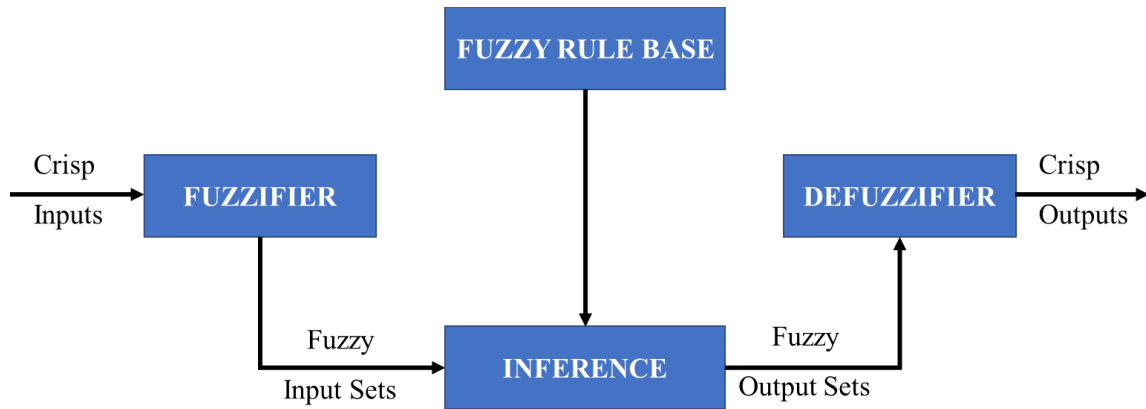 FUZZY RULE BASE
Crisp
Inputs
FUZZIFIER
DEFUZZIFIER
Crisp
Outputs
Fuzzy
Input Sets
INFERENCE
Fuzzy
Output Sets